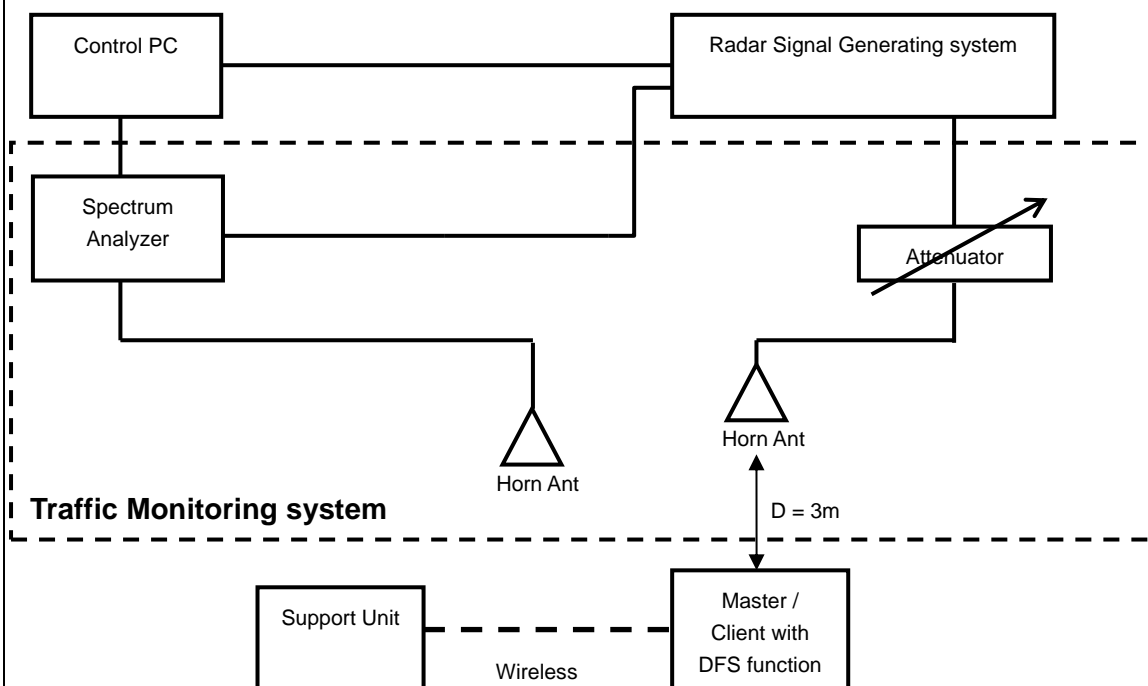 Control PC
Radar Signal Generating system
Spectrum
Analyzer
Attenuator
Horn Ant
Horn Ant
Traffic Monitoring system
D = 3m
Support Unit
Wireless
Master /
Client with
DFS function